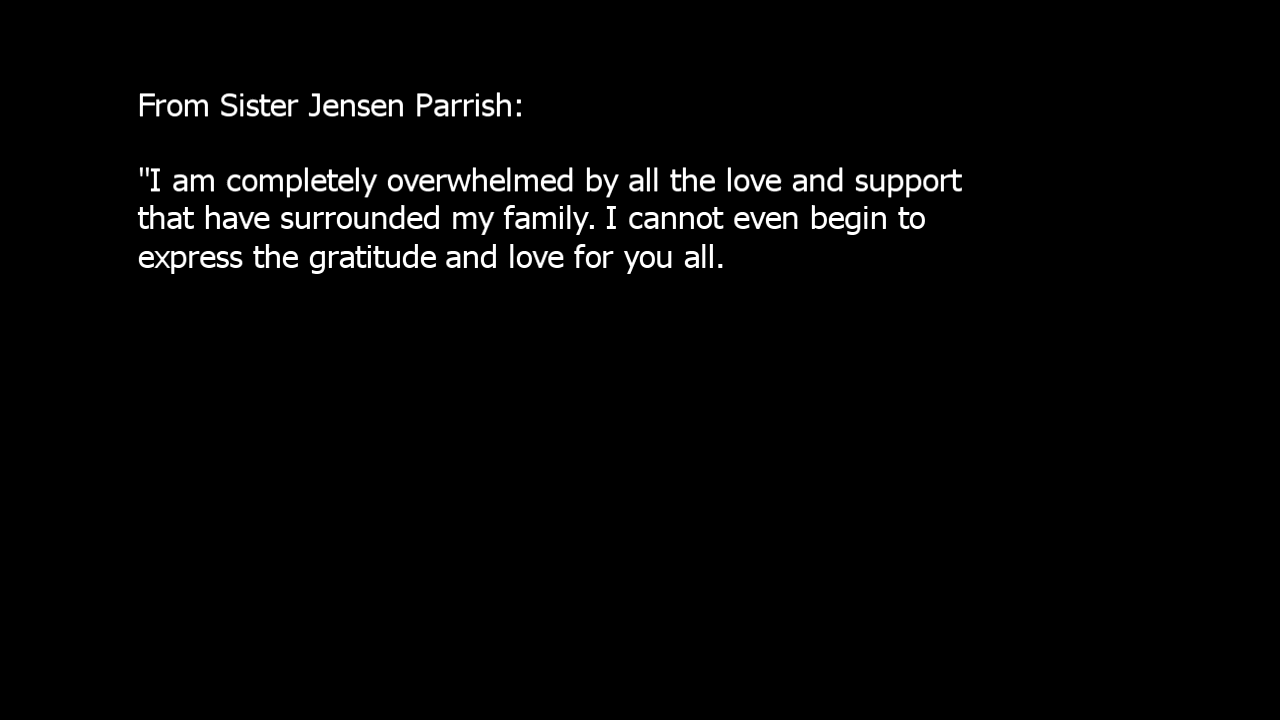 From Sister Jensen Parrish:
"I am completely overwhelmed by all the love and support
that have surrounded my family. I cannot even begin to
express the gratitude and love for you all.